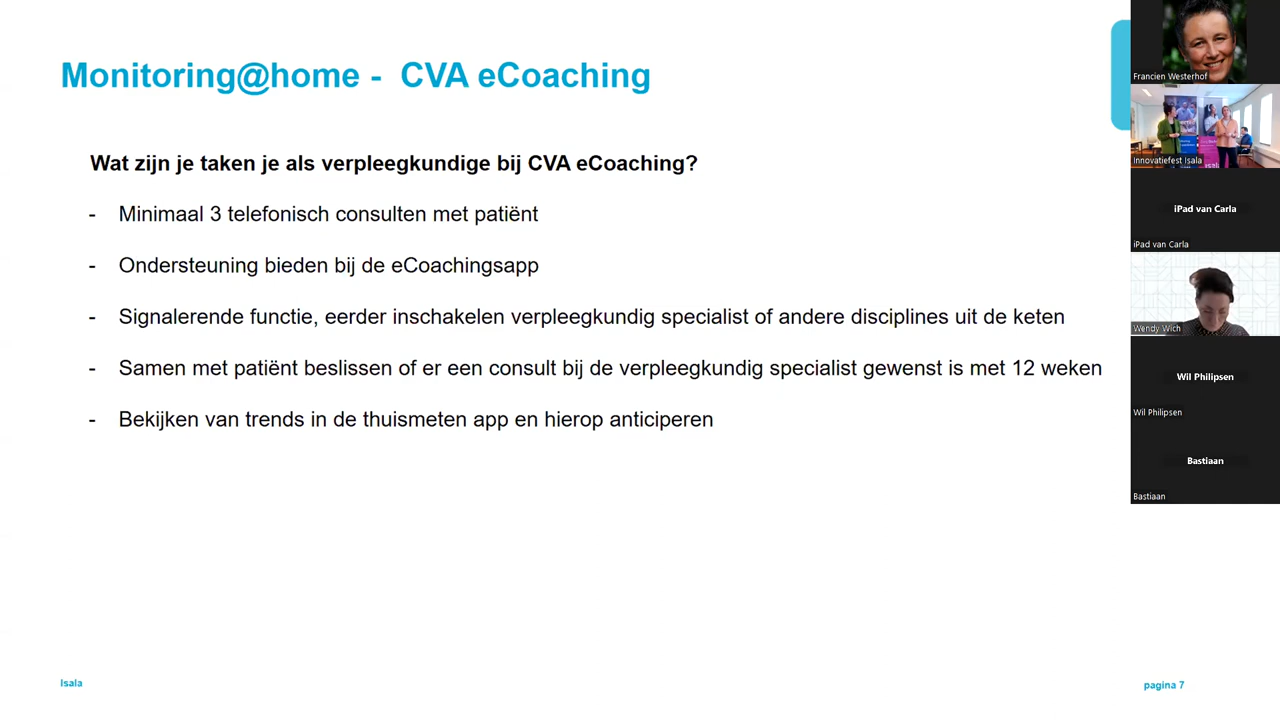 Monitoring@home - CVA eCoaching
Wat zijn je taken je als verpleegkundige bij CVA eCoaching?
- Minimaal 3 telefonisch consulten met patiënt
- Ondersteuning bieden bij de eCoachingsapp
- Signalerende functie, eerder inschakelen verpleegkundig specialist of andere disciplines uit de keten
- Samen met patiënt beslissen of er een consult bij de verpleegkundig specialist gewenst is met 12 weken
- Bekijken van trends in de thuismeten app en hierop anticiperen
Isala
pagina 7
Francien Westerhof
Innovatiefest Isala
iPad van Carla
iPad van Carla
Wendy Wich
Wil Philipsen
Wil Philipsen
Bastiaan
Bastiaan